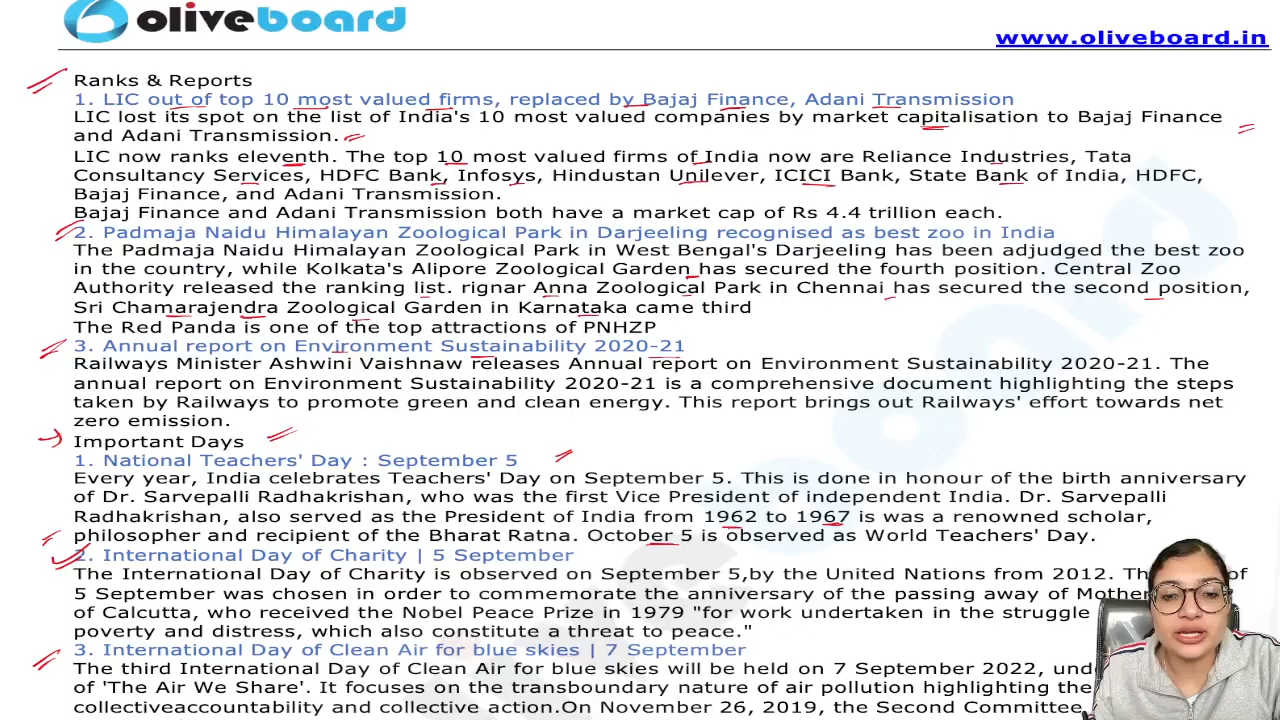 oliveboard
www.oliveboard.in
Ranks & Reports
1. LIC out of top 10 most valued firms, replaced by Bajaj Finance, Adani Transmission
LIC lost its spot on the list of India's 10 most valued companies by market capitalisation to Bajaj Finance
and Adani Transmission.
LIC now ranks eleventh. The top 10 most valued firms of India now are Reliance Industries, Tata
Consultancy Services, HDFC Bank, Infosys, Hindustan Unilever, ICICI Bank, State Bank of India, HDFC,
Bajaj Finance, and Adani Transmission.
Bajaj Finance and Adani Transmission both have a market cap of Rs 4.4 trillion each.
2. Padmaja Naidu Himalayan Zoological Park in Darjeeling recognised as best zoo in India
The Padmaja Naidu Himalayan Zoological Park in West Bengal's Darjeeling has been adjudged the best zoo
in the country, while Kolkata's Alipore Zoological Garden has secured the fourth position. Central Zoo
Authority released the ranking list. rignar Anna Zoological Park in Chennai has secured the second position,
Sri Chamarajendra Zoological Garden in Karnataka came third
The Red Panda is one of the top attractions of PNHZP
3. Annual report on Environment Sustainability 2020-21
Railways Minister Ashwini Vaishnaw releases Annual report on Environment Sustainability 2020-21. The
annual report on Environment Sustainability 2020-21 is a comprehensive document highlighting the steps
taken by Railways to promote green and clean energy. This report brings out Railways' effort towards net
zero emission.
Important Days
1. National Teachers' Day : September 5
Every year, India celebrates Teachers' Day on September 5. This is done in honour of the birth anniversary
of Dr. Sarvepalli Radhakrishan, who was the first Vice President of independent India. Dr. Sarvepalli
Radhakrishan, also served as the President of India from 1962 to 1967 is was a renowned scholar,
philosopher and recipient of the Bharat Ratna. October 5 is observed as World Teachers' Day.
2. International Day of Charity | 5 September
The International Day of Charity is observed on September 5,by the United Nations from 2012. of
5 September was chosen in order to commemorate the anniversary of the passing away of Mother
of Calcutta, who received the Nobel Peace Prize in 1979 "for work undertaken in the struggle
poverty and distress, which also constitute a threat to peace."
3. International Day of Clean Air for blue skies | 7 September
The third International Day of Clean Air for blue skies will be held on 7 September 2022,
of 'The Air We Share'. It focuses on the transboundary nature of air pollution highlighting the
collectiveaccountability and collective action.On November 26, 2019, the Second Committee